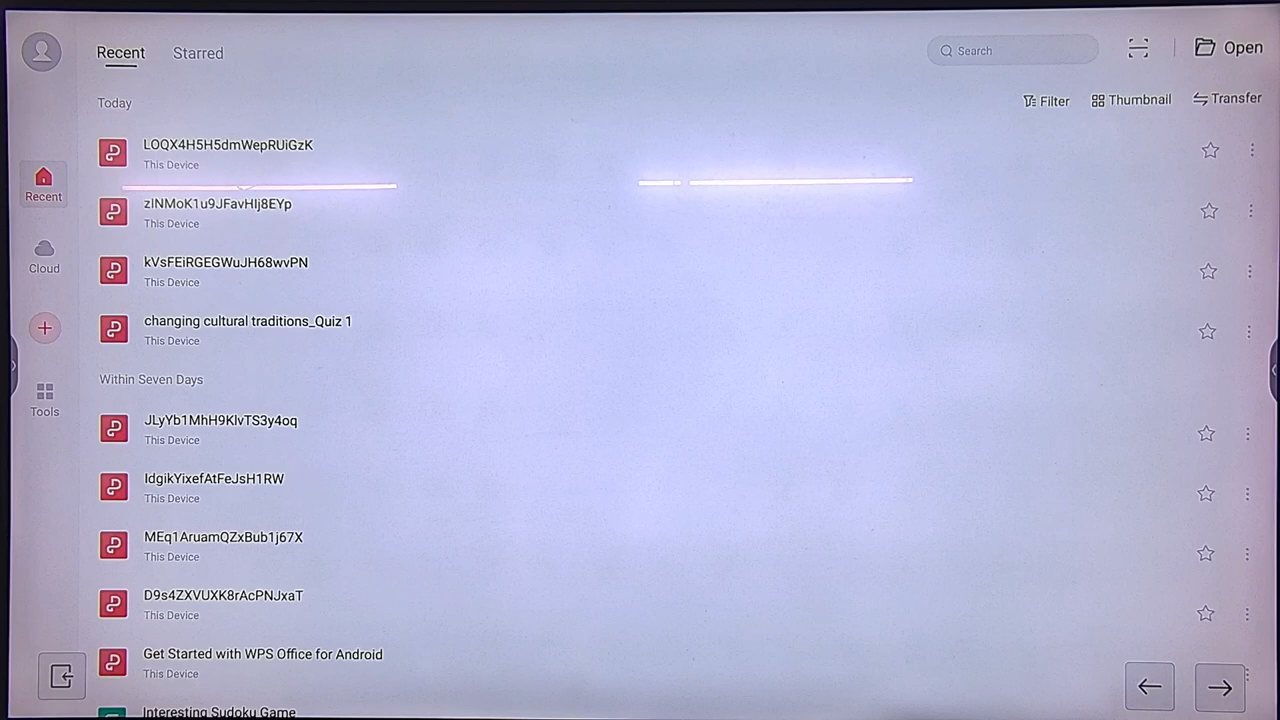 Recent Starred Search Open
Today Filter Thumbnail Transfer
LOQX4H5H5dmWepRUiGzK
This Device
Recent
zINMoK1u9JFavHIj8EYp
This Device
kVsFEiRGEGWuJH68wvPN
This Device
Cloud
changing cultural traditions_Quiz 1
This Device
Within Seven Days
Tools
JLyYb1MhH9KlvTS3y4oq
This Device
IdgikYixefAtFeJsH1RW
This Device
MEq1AruamQZxBub1j67X
This Device
D9s4ZXVUXK8rAcPNJxaT
This Device
Get Started with WPS Office for Android
This Device
Interesting Sudoku Game